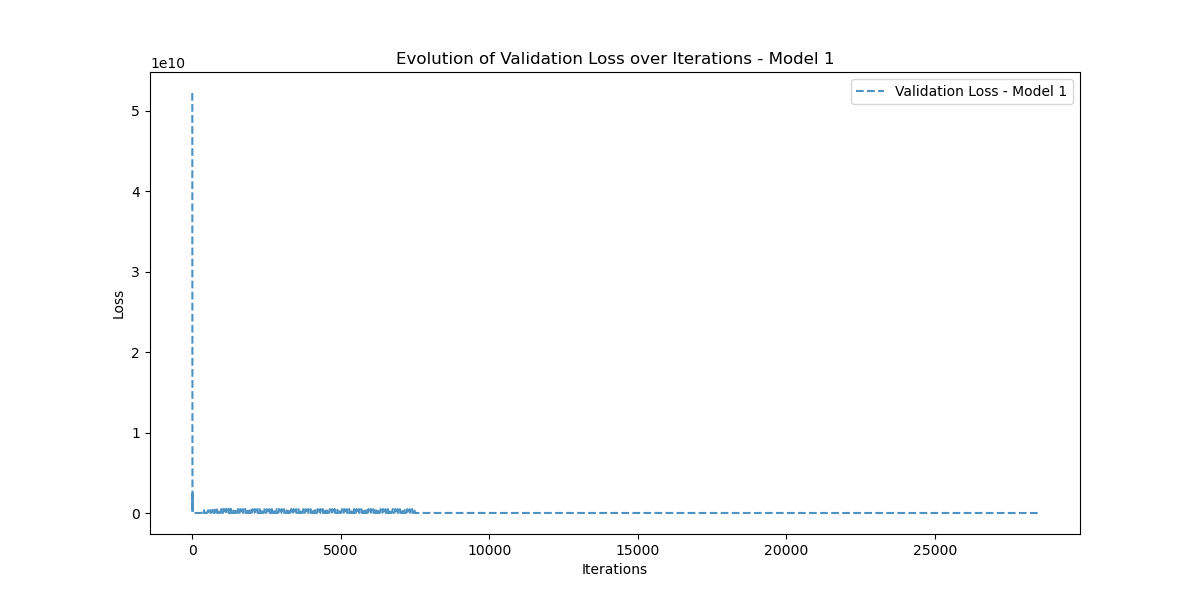 Evolution of Validation Loss over Iterations - Model 1
1e10
Validation Loss - Model 1
5
4
3
2
1
0
Loss
0 5000 10000 15000 20000 25000
Iterations